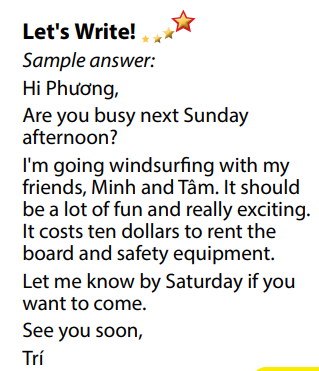 Let's Write!
Sample answer:
Hi Phương,
Are you busy next Sunday
afternoon?
I'm going windsurfing with my
friends, Minh and Tâm. It should
be a lot of fun and really exciting.
It costs ten dollars to rent the
board and safety equipment.
Let me know by Saturday if you
want to come.
See you soon,
Trí